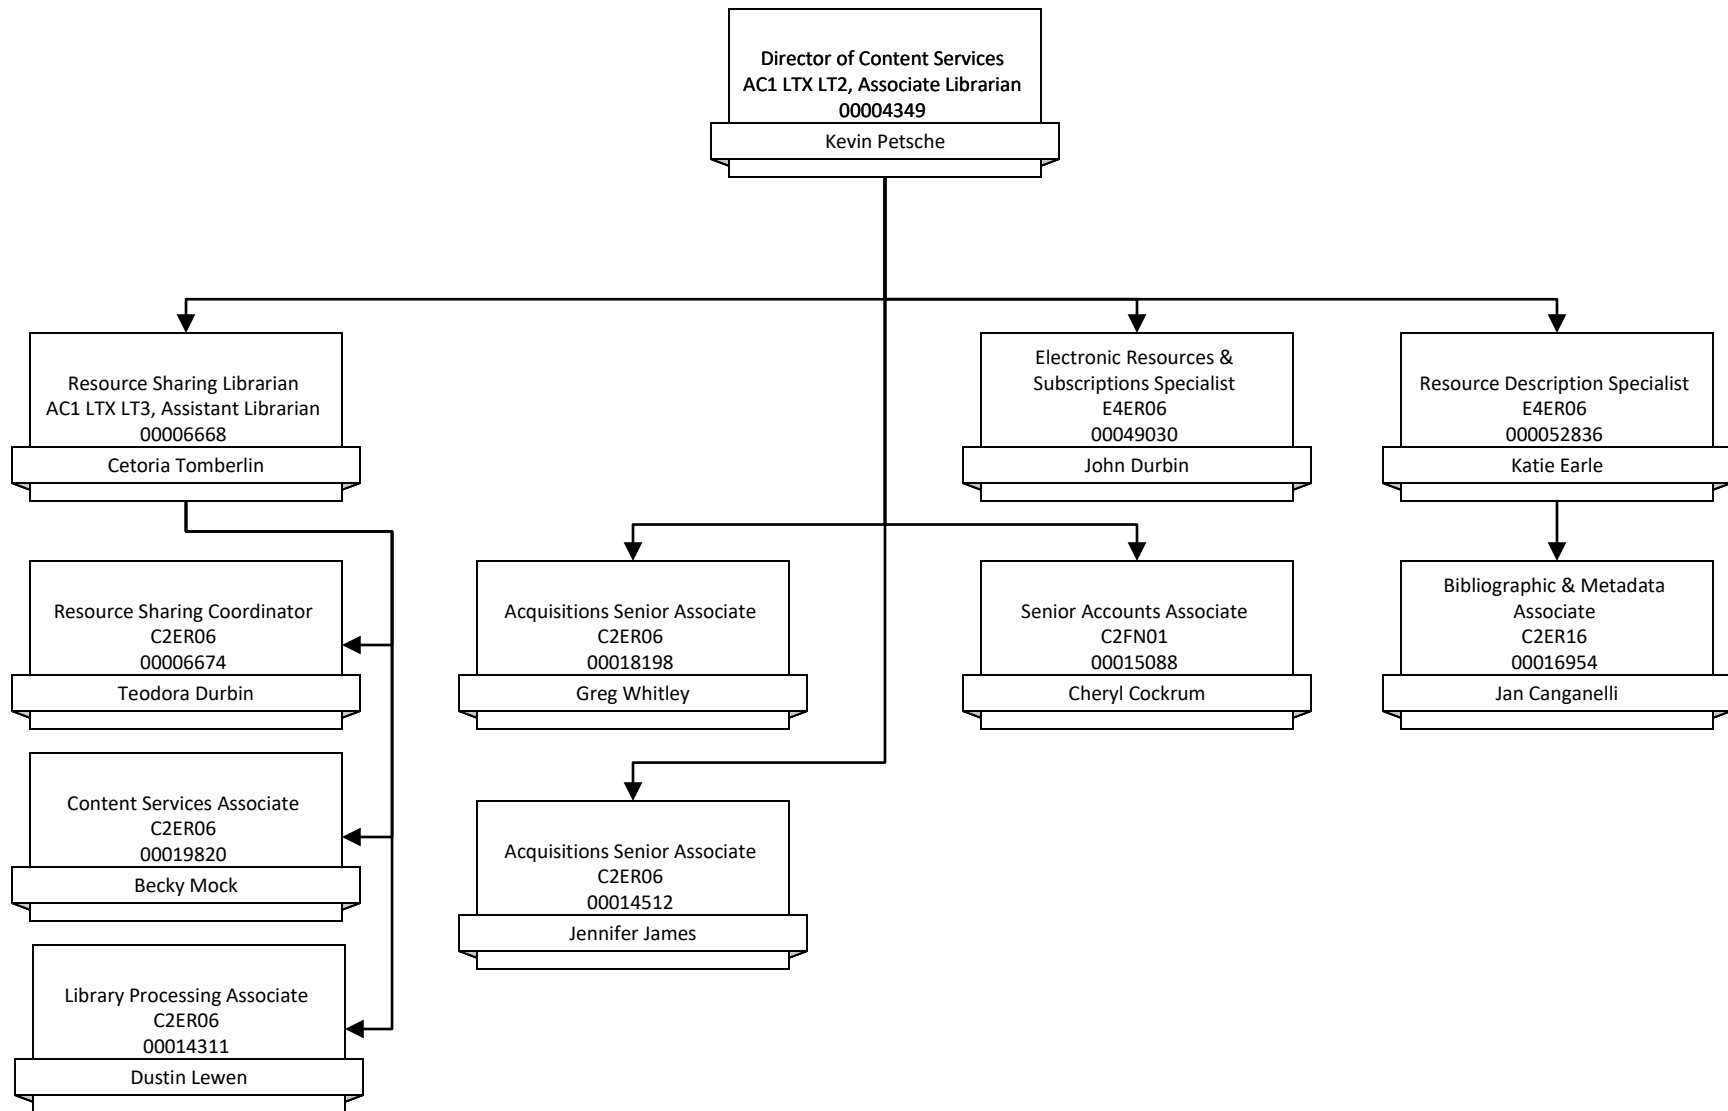 Director of Content Services
AC1 LTX LT2, Associate Librarian
00004349
Kevin Petsche
Resource Sharing Librarian
AC1 LTX LT3, Assistant Librarian
00006668
Cetoria Tomberlin
Electronic Resources &
Subscriptions Specialist
E4ER06
00049030
John Durbin
Resource Description Specialist
E4ER06
000052836
Katie Earle
Resource Sharing Coordinator
C2ER06
00006674
Teodora Durbin
Acquisitions Senior Associate
C2ER06
00018198
Greg Whitley
Senior Accounts Associate
C2FN01
00015088
Cheryl Cockrum
Bibliographic & Metadata
Associate
C2ER16
00016954
Jan Canganelli
Content Services Associate
C2ER06
00019820
Becky Mock
Acquisitions Senior Associate
C2ER06
00014512
Jennifer James
Library Processing Associate
C2ER06
00014311
Dustin Lewen